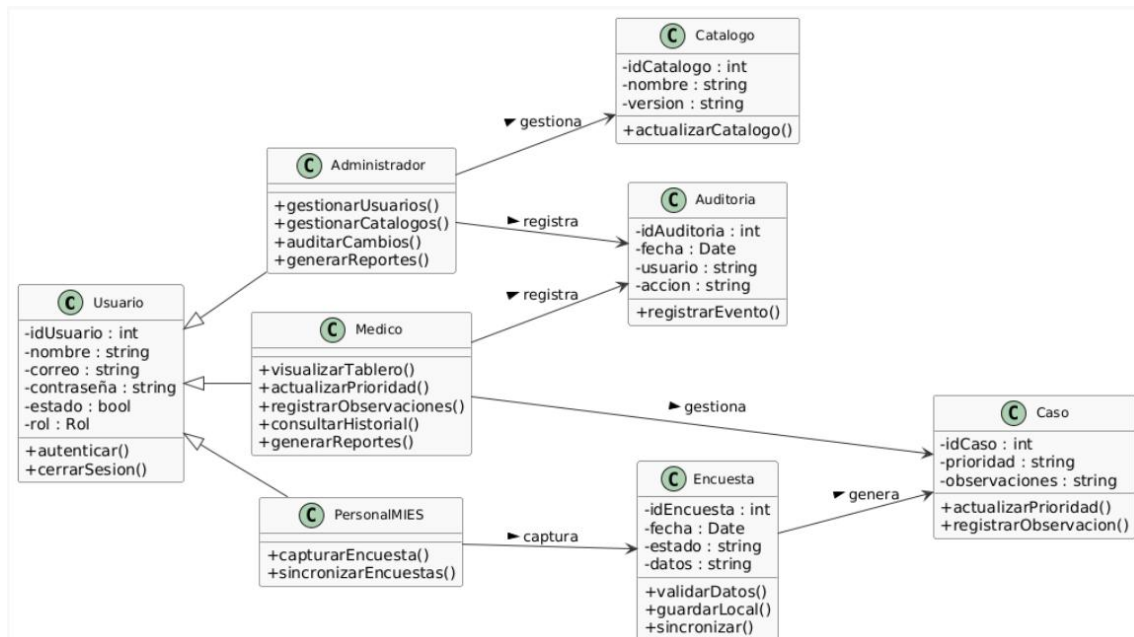 C Catalogo
-idCatalogo : int
-nombre : string
-version : string
+actualizarCatalogo()
gestiona
C Administrador
+gestionarUsuarios()
+gestionarCatalogos()
+auditarCambios()
+generarReportes()
registra
C Auditoria
-idAuditoria : int
-fecha : Date
-usuario : string
-accion : string
+registrarEvento()
C Usuario
-idUsuario : int
-nombre : string
-correo : string
-contraseña : string
-estado : bool
-rol : Rol
+autenticar()
+cerrarSesion()
registra
C Medico
+visualizarTablero()
+actualizarPrioridad()
+registrarObservaciones()
+consultarHistorial()
+generarReportes()
gestiona
C Caso
-idCaso : int
-prioridad : string
-observaciones : string
+actualizarPrioridad()
+registrarObservacion()
C PersonalMIES
+capturarEncuesta()
+sincronizarEncuestas()
captura
C Encuesta
-idEncuesta : int
-fecha : Date
-estado : string
-datos : string
+validarDatos()
+guardarLocal()
+sincronizar()
genera